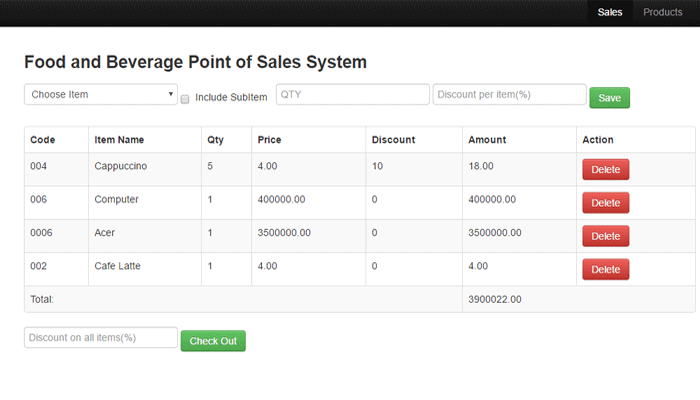 Sales Products
Food and Beverage Point of Sales System
Choose Item Include SubItem QTY Discount per item(%) Save
Code Item Name Qty Price Discount Amount Action
004 Cappuccino 5 4.00 10 18.00 Delete
006 Computer 1 400000.00 0 400000.00 Delete
0006 Acer 1 3500000.00 0 3500000.00 Delete
002 Cafe Latte 1 4.00 0 4.00 Delete
Total: 3900022.00
Discount on all items(%) Check Out